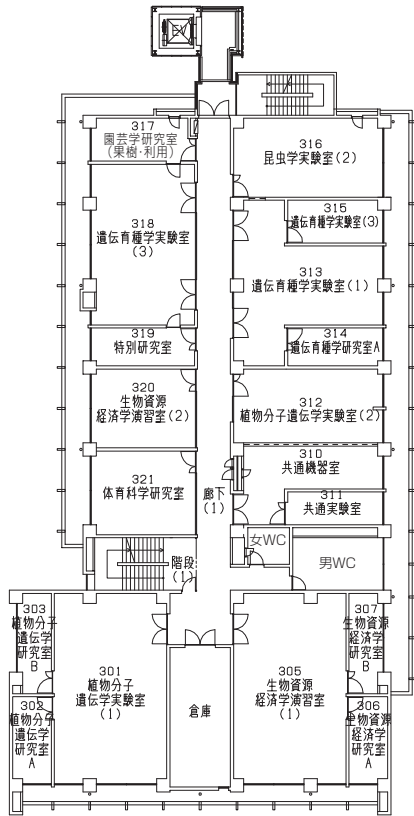 EV
317
園芸学研究室
(果樹・利用)
316
昆虫学実験室(2)
315
遺伝育種学実験室(3)
318
遺伝育種学実験室
(3)
313
遺伝育種学実験室(1)
319
特別研究室
314
遺伝育種学研究室A
320
生物資源
経済学演習室(2)
312
植物分子遺伝学実験室(2)
310
共通機器室
321
体育科学研究室
廊下
(1)
311
共通実験室
女WC
男WC
階段
(1)
303
植物分子
遺伝学
研究室
B
301
植物分子
遺伝学実験室
(1)
305
生物資源
経済学演習室
(1)
307
生物資源
経済学
研究室
B
302
植物分子
遺伝学
研究室
A
倉庫
306
生物資源
経済学
研究室
A